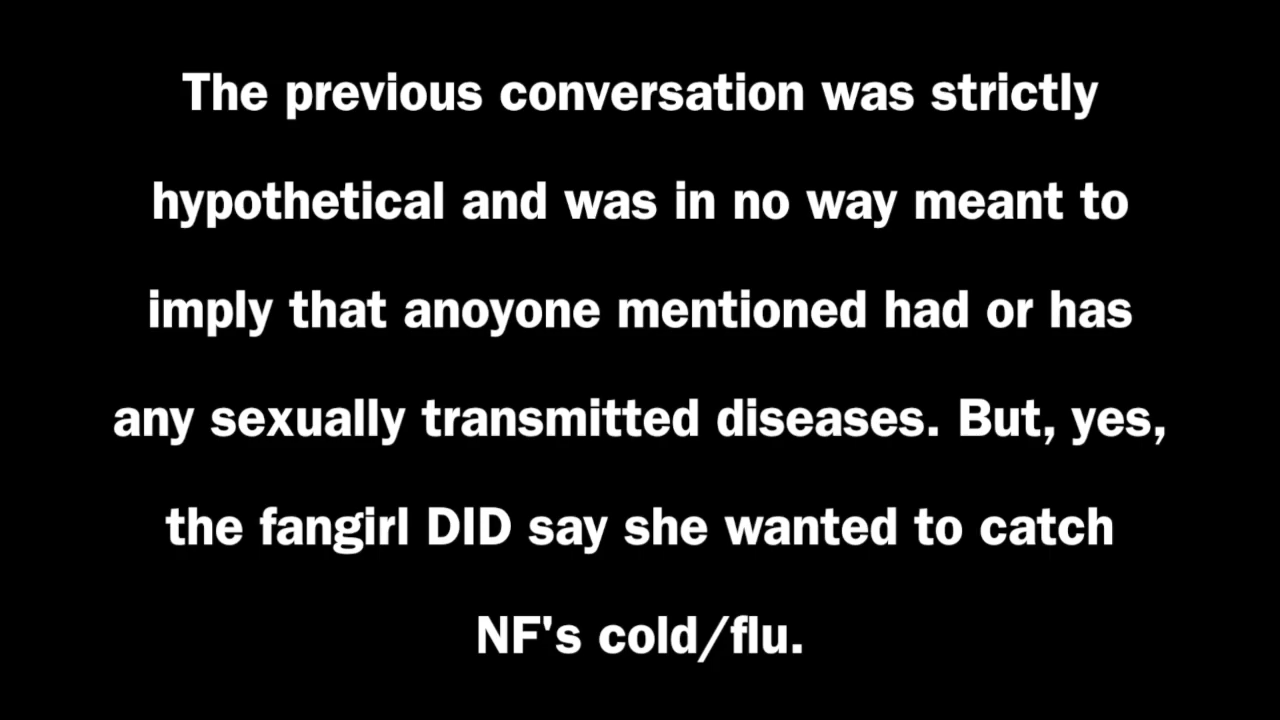 The previous conversation was strictly
hypothetical and was in no way meant to
imply that anoyone mentioned had or has
any sexually transmitted diseases. But, yes,
the fangirl DID say she wanted to catch
NF's cold/flu.